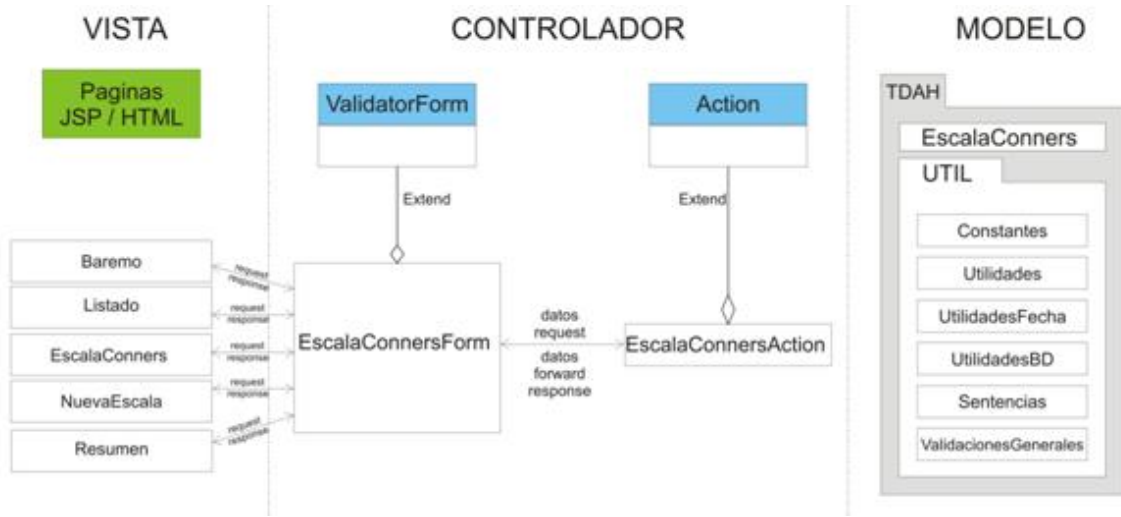 VISTA
CONTROLADOR
MODELO
Paginas
JSP / HTML
ValidatorForm
Action
TDAH
EscalaConners
UTIL
Extend
Extend
Constantes
Utilidades
UtilidadesFecha
UtilidadesBD
Sentencias
ValidacionesGenerales
Baremo
Listado
EscalaConners
NuevaEscala
Resumen
request
response
request
response
request
response
request
response
request
response
EscalaConnersForm
datos
request
datos
forward
response
EscalaConnersAction